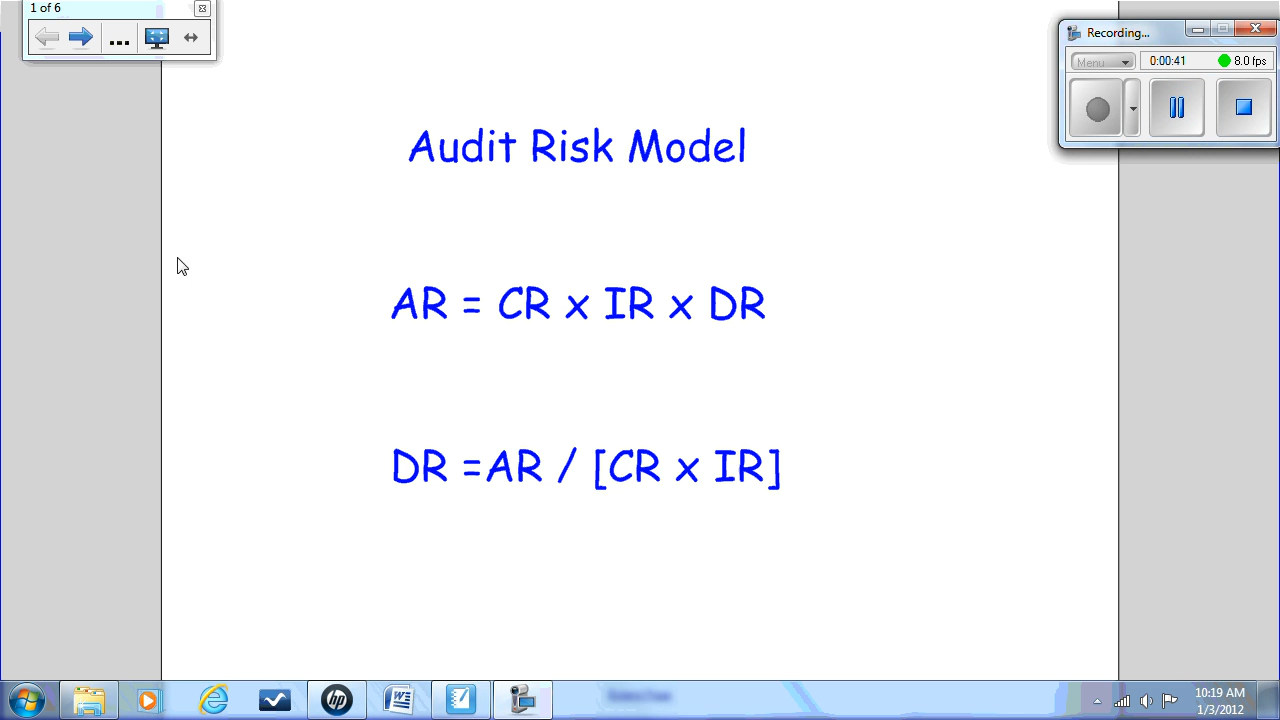 1 of 6
Recording...
Menu
0:00:41
8.0 fps
Audit Risk Model
AR = CR x IR x DR
DR =AR / [CR x IR]
10:19 AM
1/3/2012